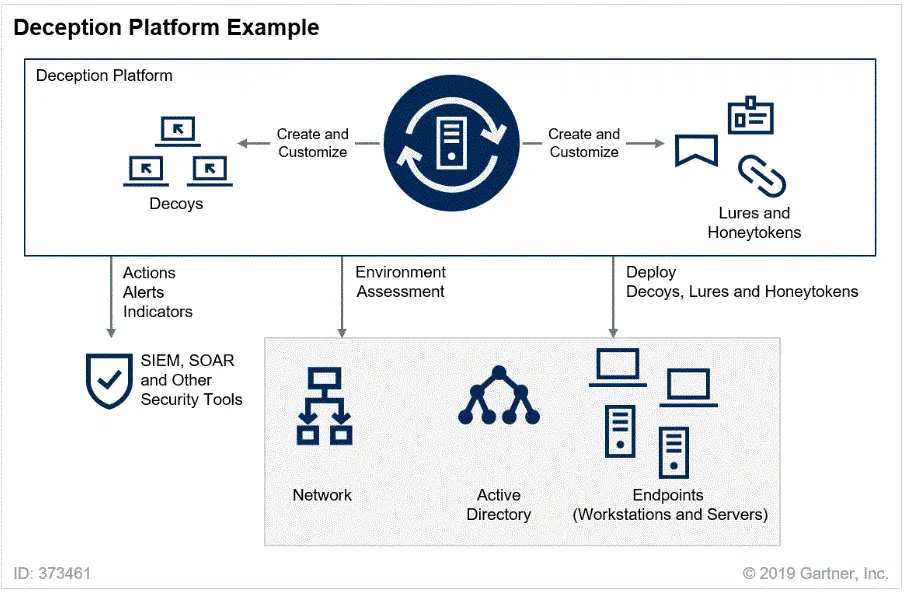 Deception Platform Example
Deception Platform
Create and
Customize
Create and
Customize
Decoys
Lures and
Honeytokens
Actions
Alerts
Indicators
Environment
Assessment
Deploy
Decoys, Lures and Honeytokens
SIEM, SOAR
and Other
Security Tools
Network
Active
Directory
Endpoints
(Workstations and Servers)
ID: 373461
© 2019 Gartner, Inc.